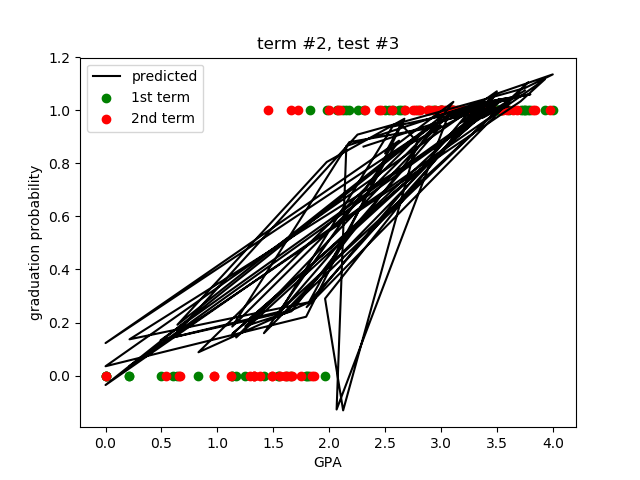 term #2, test #3
predicted
1st term
2nd term
graduation probability
1.2
1.0
0.8
0.6
0.4
0.2
0.0
0.0 0.5 1.0 1.5 2.0 2.5 3.0 3.5 4.0
GPA